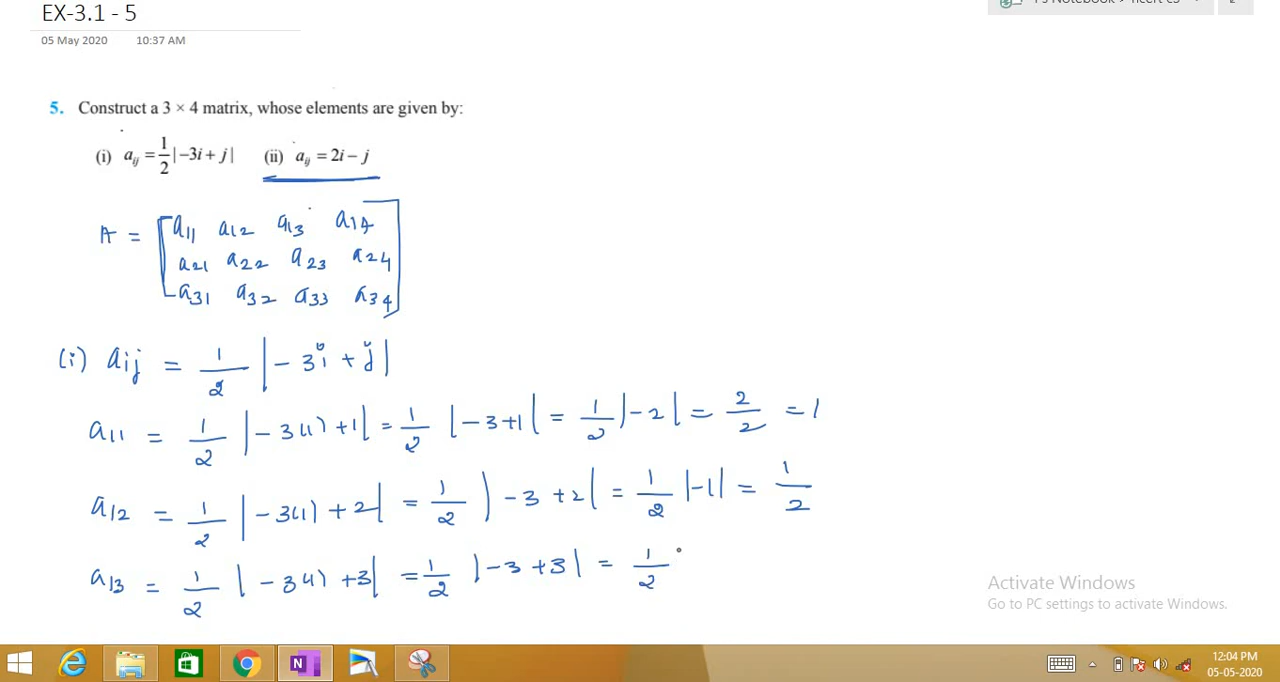 EX-3.1 - 5
05 May 2020 10:37 AM
5. Construct a 3 × 4 matrix, whose elements are given by:
(i) aij = 1/2 |-3i + j| (ii) aij = 2i - j
A = [a11 a12 a13 a14
a21 a22 a23 a24
a31 a32 a33 a34]
(i) aij = 1/2 |-3i + j|
a11 = 1/2 |-3(1)+1| = 1/2 |-3+1| = 1/2 |-2| = 2/2 = 1
a12 = 1/2 |-3(1)+2| = 1/2 |-3+2| = 1/2 |-1| = 1/2
a13 = 1/2 |-3(1)+3| = 1/2 |-3+3| = 1/2
Activate Windows
Go to PC settings to activate Windows.
12:04 PM
05-05-2020